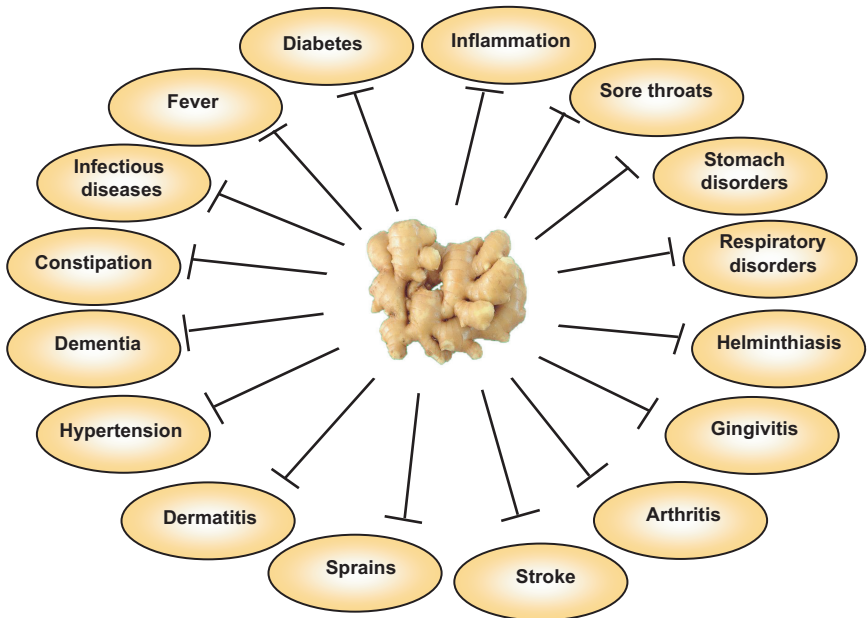 Diabetes
Inflammation
Fever
Sore throats
Infectious
diseases
Stomach
disorders
Constipation
Respiratory
disorders
Dementia
Helminthiasis
Hypertension
Gingivitis
Dermatitis
Arthritis
Sprains
Stroke